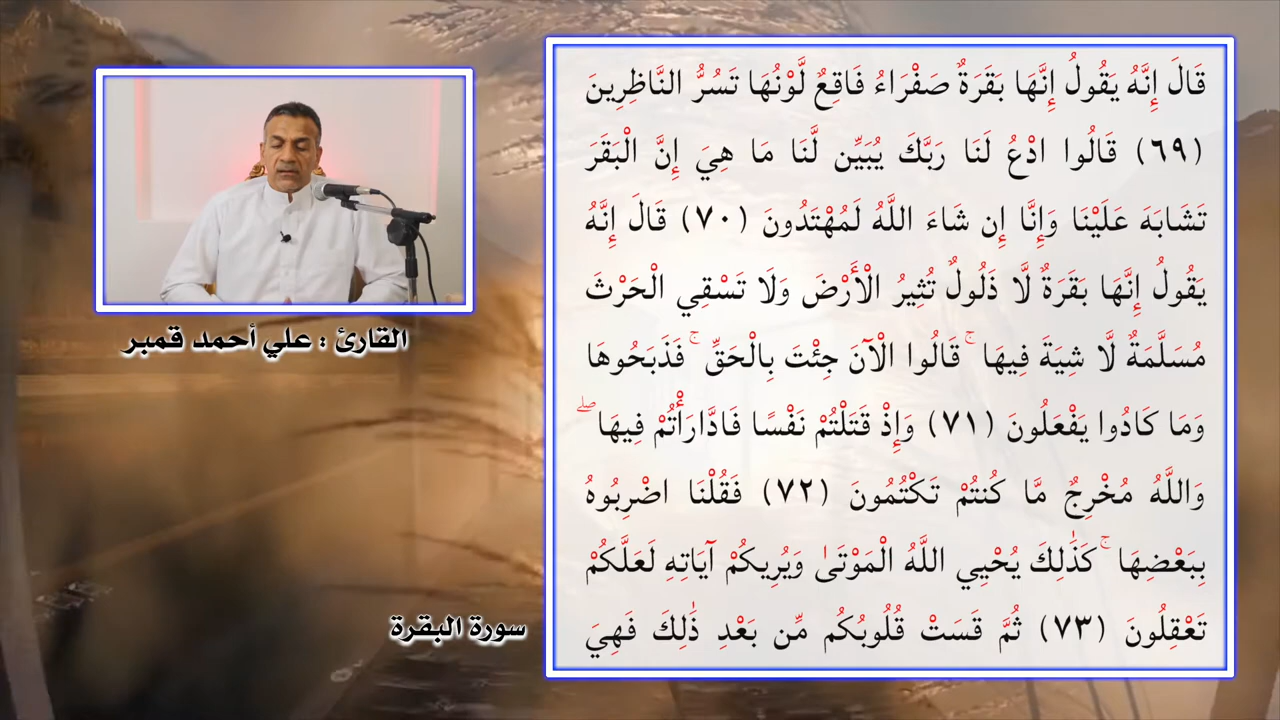 قَالَ إِنَّهُ يَقُولُ إِنَّهَا بَقَرَةٌ صَفْرَاءُ فَاقِعٌ لَّوْنُهَا تَسُرُّ النَّاظِرِينَ
(٦٩) قَالُوا ادْعُ لَنَا رَبَّكَ يُبَيِّن لَّنَا مَا هِيَ إِنَّ الْبَقَرَ
تَشَابَهَ عَلَيْنَا وَإِنَّا إِن شَاءَ اللَّهُ لَمُهْتَدُونَ (٧٠) قَالَ إِنَّهُ
يَقُولُ إِنَّهَا بَقَرَةٌ لَّا ذَلُولٌ تُثِيرُ الْأَرْضَ وَلَا تَسْقِي الْحَرْثَ
مُسَلَّمَةٌ لَّا شِيَةَ فِيهَا ۚ قَالُوا الْآنَ جِئْتَ بِالْحَقِّ ۚ فَذَبَحُوهَا
وَمَا كَادُوا يَفْعَلُونَ (٧١) وَإِذْ قَتَلْتُمْ نَفْسًا فَادَّارَأْتُمْ فِيهَا ۖ
وَاللَّهُ مُخْرِجٌ مَّا كُنتُمْ تَكْتُمُونَ (٧٢) فَقُلْنَا اضْرِبُوهُ
بِبَعْضِهَا ۚ كَذَٰلِكَ يُحْيِي اللَّهُ الْمَوْتَىٰ وَيُرِيكُمْ آيَاتِهِ لَعَلَّكُمْ
تَعْقِلُونَ (٧٣) ثُمَّ قَسَتْ قُلُوبُكُم مِّن بَعْدِ ذَٰلِكَ فَهِيَ
القارئ : علي أحمد قمبر
سورة البقرة